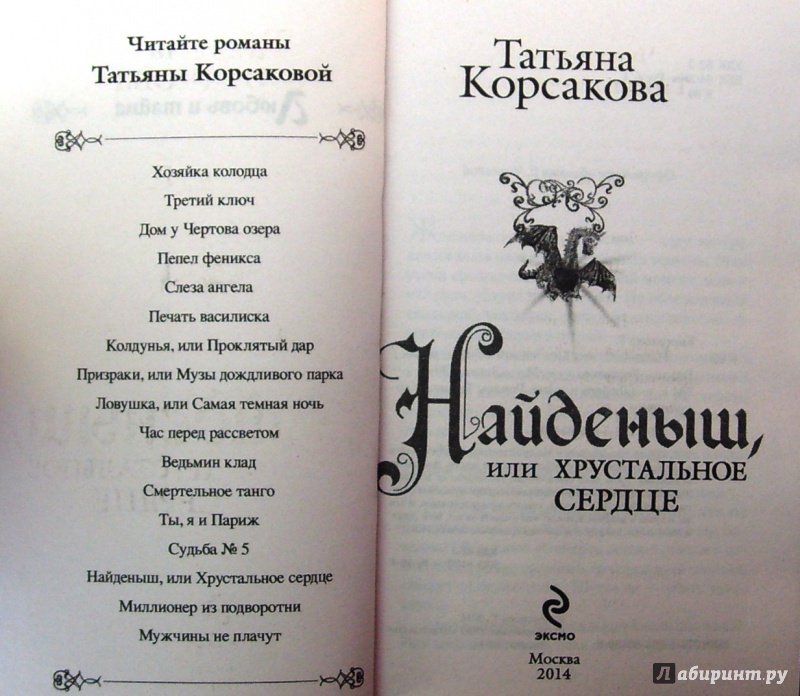 Читайте романы
Татьяны Корсаковой
Хозяйка колодца
Третий ключ
Дом у Чертова озера
Пепел феникса
Слеза ангела
Печать василиска
Колдунья, или Проклятый дар
Призраки, или Музы дождливого парка
Ловушка, или Самая темная ночь
Час перед рассветом
Ведьмин клад
Смертельное танго
Ты, я и Париж
Судьба № 5
Найденыш, или Хрустальное сердце
Миллионер из подворотни
Мужчины не плачут
Татьяна
Корсакова
Найденыш,
или ХРУСТАЛЬНОЕ
СЕРДЦЕ
ЭКСМО
Москва
2014
Лабиринт.ру